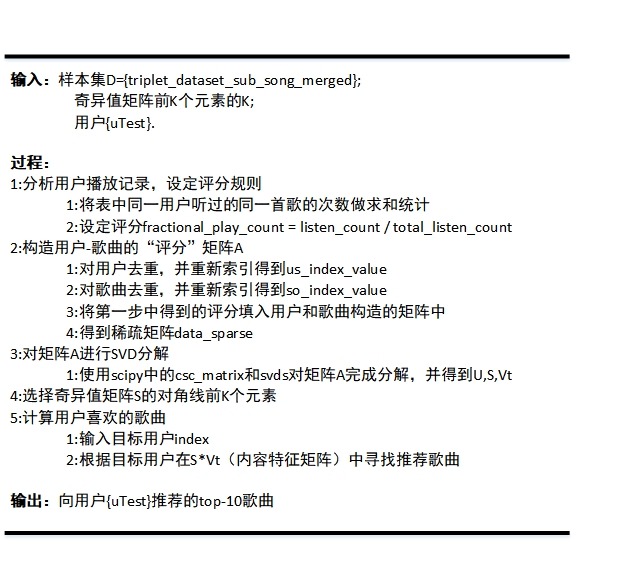 输入：样本集D={triplet_dataset_sub_song_merged};
奇异值矩阵前K个元素的K;
用户{uTest}.
过程：
1:分析用户播放记录，设定评分规则
1:将表中同一用户听过的同一首歌的次数做求和统计
2:设定评分fractional_play_count = listen_count / total_listen_count
2:构造用户-歌曲的“评分”矩阵A
1:对用户去重，并重新索引得到us_index_value
2:对歌曲去重，并重新索引得到so_index_value
3:将第一步中得到的评分填入用户和歌曲构造的矩阵中
4:得到稀疏矩阵data_sparse
3:对矩阵A进行SVD分解
1:使用scipy中的csc_matrix和svds对矩阵A完成分解，并得到U,S,Vt
4:选择奇异值矩阵S的对角线前K个元素
5:计算用户喜欢的歌曲
1:输入目标用户index
2:根据目标用户在S*Vt（内容特征矩阵）中寻找推荐歌曲
输出：向用户{uTest}推荐的top-10歌曲